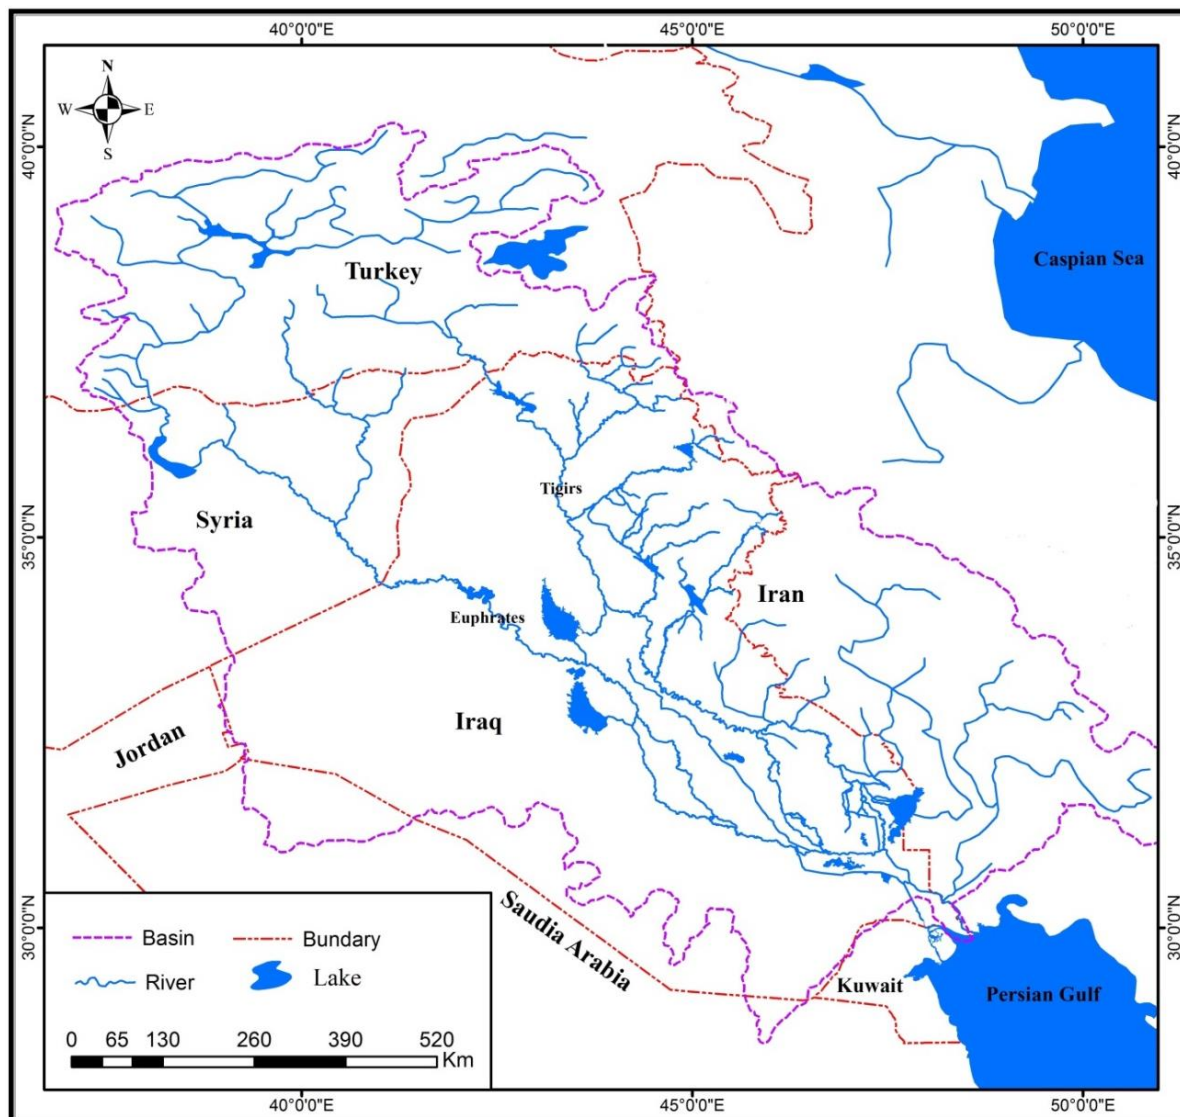 40°0'0"E
45°0'0"E
50°0'0"E
N
W
E
S
40°0'0"N
40°0'0"N
Caspian Sea
Turkey
Tigirs
Syria
35°0'0"N
35°0'0"N
Iran
Euphrates
Iraq
Jordan
Saudia Arabia
30°0'0"N
30°0'0"N
Kuwait
Persian Gulf
Basin
Bundary
River
Lake
0 65 130 260 390 520
Km
40°0'0"E
45°0'0"E
50°0'0"E